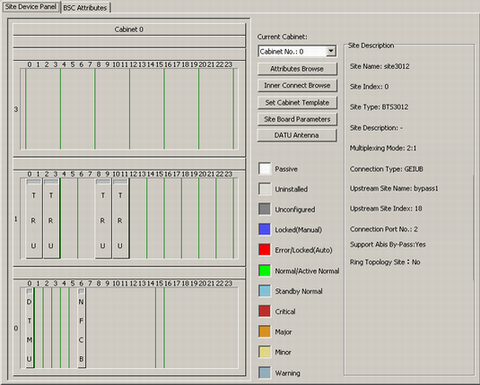 Site Device Panel BSC Attributes
Cabinet 0
0 1 2 3 4 5 6 7 8 9 10 11 12 13 14 15 16 17 18 19 20 21 22 23
3
0 1 2 3 4 5 6 7 8 9 10 11 12 13 14 15 16 17 18 19 20 21 22 23
1
T T T T
R R R R
U U U U
0 1 2 3 4 5 6 7 8 9 10 11 12 13 14 15 16 17 18 19 20 21 22 23
0
D N
T F
M C
U B
Current Cabinet:
Cabinet No.: 0
Attributes Browse
Inner Connect Browse
Set Cabinet Template
Site Board Parameters
DATU Antenna
Passive
Uninstalled
Unconfigured
Locked(Manual)
Error/Locked(Auto)
Normal/Active Normal
Standby Normal
Critical
Major
Minor
Warning
Site Description
Site Name: site3012
Site Index: 0
Site Type: BTS3012
Site Description: -
Multiplexing Mode: 2:1
Connection Type: GEIUB
Upstream Site Name: bypass1
Upstream Site Index: 18
Connection Port No.: 2
Support Abis By-Pass:Yes
Ring Topology Site：No